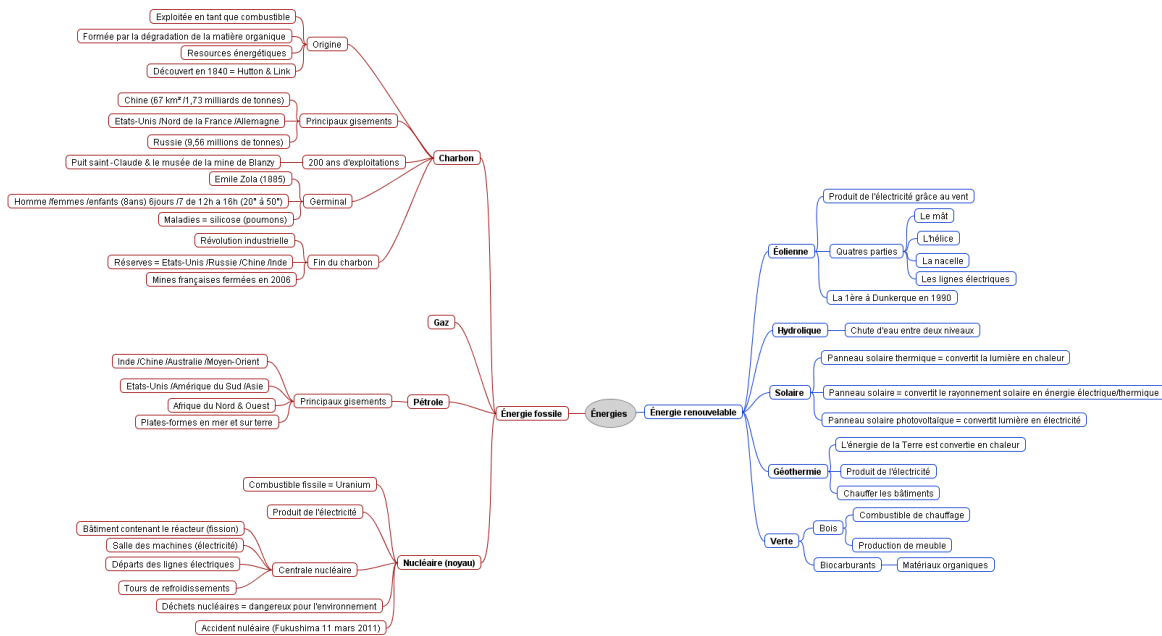 Énergies
Énergie fossile
Charbon
Origine
Exploitée en tant que combustible
Formée par la dégradation de la matière organique
Resources énergétiques
Découvert en 1840 = Hutton & Link
Principaux gisements
Chine (67 km² /1,73 milliards de tonnes)
Etats-Unis /Nord de la France /Allemagne
Russie (9,56 millions de tonnes)
200 ans d'exploitations
Puit saint-Claude & le musée de la mine de Blanzy
Germinal
Emile Zola (1885)
Homme /femmes /enfants (8ans) 6jours /7 de 12h a 16h (20° à 50°)
Maladies = silicose (poumons)
Fin du charbon
Révolution industrielle
Réserves = Etats-Unis /Russie /Chine /Inde
Mines françaises fermées en 2006
Gaz
Pétrole
Principaux gisements
Inde /Chine /Australie /Moyen-Orient
Etats-Unis /Amérique du Sud /Asie
Afrique du Nord & Ouest
Plates-formes en mer et sur terre
Nucléaire (noyau)
Combustible fissile = Uranium
Produit de l'électricité
Centrale nucléaire
Bâtiment contenant le réacteur (fission)
Salle des machines (électricité)
Départs des lignes électriques
Tours de refroidissements
Déchets nucléaires = dangereux pour l'environnement
Accident nuléaire (Fukushima 11 mars 2011)
Énergie renouvelable
Éolienne
Produit de l'électricité grâce au vent
Quatres parties
Le mât
L'hélice
La nacelle
Les lignes électriques
La 1ère à Dunkerque en 1990
Hydrolique
Chute d'eau entre deux niveaux
Solaire
Panneau solaire thermique = convertit la lumière en chaleur
Panneau solaire = convertit le rayonnement solaire en énergie électrique/thermique
Panneau solaire photovoltaïque = convertit lumière en électricité
Géothermie
L'énergie de la Terre est convertie en chaleur
Produit de l'électricité
Chauffer les bâtiments
Verte
Bois
Combustible de chauffage
Production de meuble
Biocarburants
Matériaux organiques